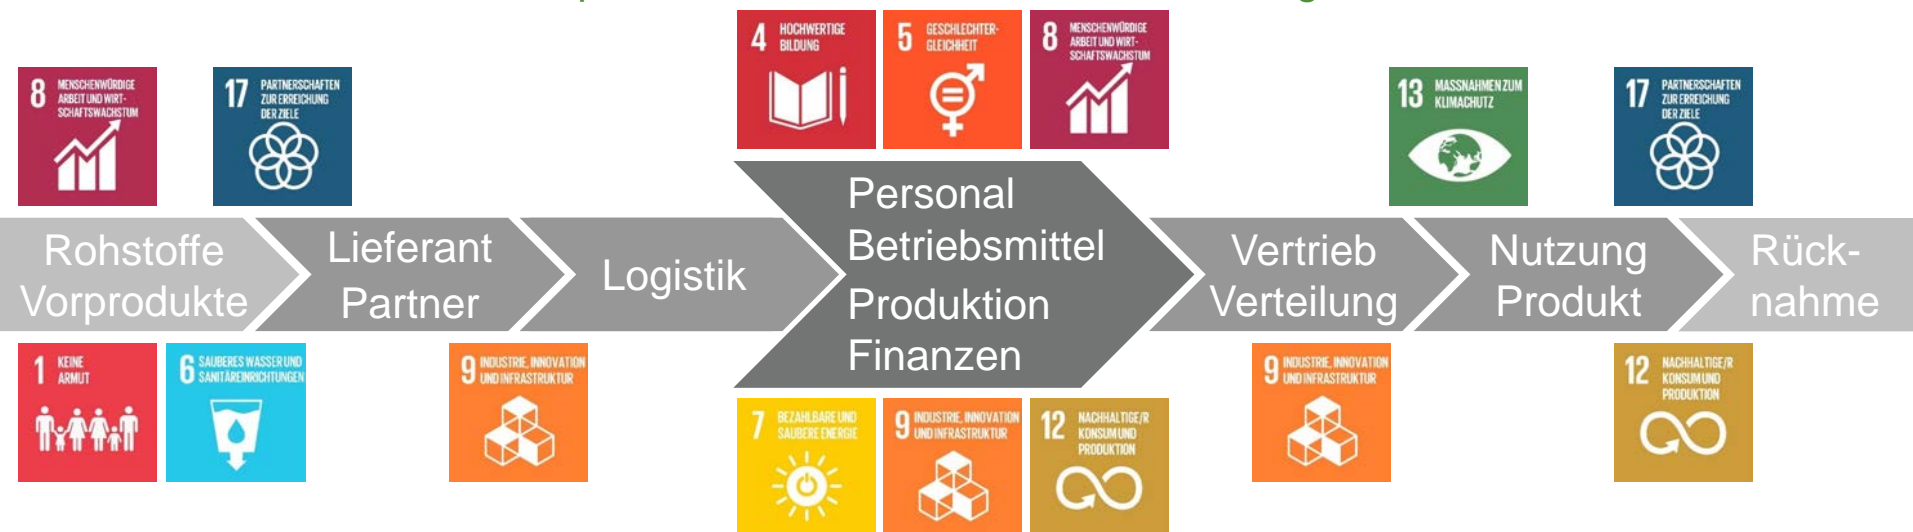 4 HOCHWERTIGE
BILDUNG
5 GESCHLECHTER-
GLEICHHEIT
8 MENSCHENWÜRDIGE
ARBEIT UND WIRT-
SCHAFTSWACHSTUM
8 MENSCHENWÜRDIGE
ARBEIT UND WIRT-
SCHAFTSWACHSTUM
17 PARTNERSCHAFTEN
ZUR ERREICHUNG
DER ZIELE
13 MASSNAHMEN ZUM
KLIMACHUTZ
17 PARTNERSCHAFTEN
ZUR ERREICHUNG
DER ZIELE
Rohstoffe
Vorprodukte
Lieferant
Partner
Logistik
Personal
Betriebsmittel
Produktion
Finanzen
Vertrieb
Verteilung
Nutzung
Produkt
Rück-
nahme
1 KEINE
ARMUT
6 SAUBERES WASSER UND
SANITÄREINRICHTUNGEN
9 INDUSTRIE, INNOVATION
UND INFRASTRUKTUR
9 INDUSTRIE, INNOVATION
UND INFRASTRUKTUR
12 NACHHALTIGE/R
KONSUM UND
PRODUKTION
7 BEZAHLBARE UND
SAUBERE ENERGIE
9 INDUSTRIE, INNOVATION
UND INFRASTRUKTUR
12 NACHHALTIGE/R
KONSUM UND
PRODUKTION